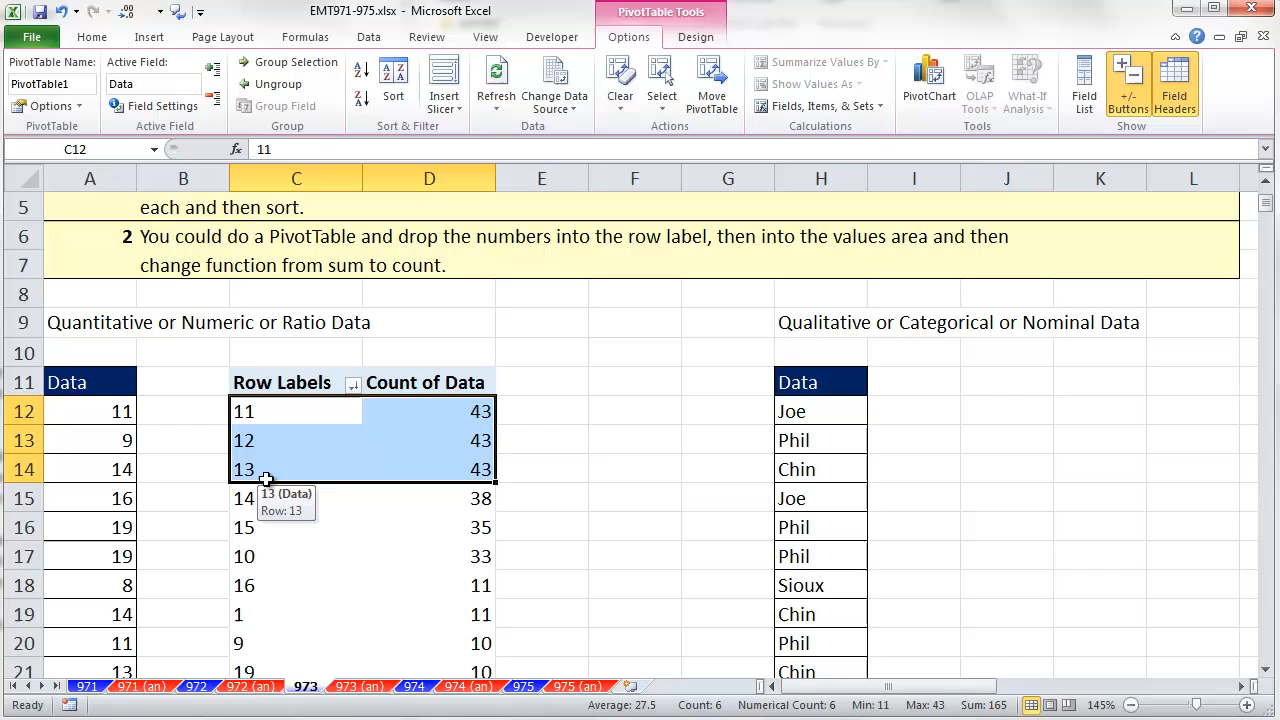 EMT971-975.xlsx - Microsoft Excel
PivotTable Tools
File Home Insert Page Layout Formulas Data Review View Developer Options Design
PivotTable Name:
PivotTable1
Options
PivotTable
Active Field:
Data
Field Settings
Active Field
Group Selection
Ungroup
Group Field
Group
Sort
Insert
Slicer
Sort & Filter
Refresh
Change Data
Source
Data
Clear
Select
Move
PivotTable
Actions
Summarize Values By
Show Values As
Fields, Items, & Sets
Calculations
PivotChart
OLAP
Tools
What-If
Analysis
Tools
Field
List
+/-
Buttons
Field
Headers
Show
C12 fx 11
A B C D E F G H I J K L
5 each and then sort.
6 2 You could do a PivotTable and drop the numbers into the row label, then into the values area and then
7 change function from sum to count.
8
9 Quantitative or Numeric or Ratio Data Qualitative or Categorical or Nominal Data
10
11 Data Row Labels Count of Data Data
12 11 11 43 Joe
13 9 12 43 Phil
14 14 13 43 Chin
13 (Data)
Row: 13
15 16 14 38 Joe
16 19 15 35 Phil
17 19 10 33 Phil
18 8 16 11 Sioux
19 14 1 11 Chin
20 11 9 10 Phil
21 13 19 10 Chin
971 971 (an) 972 972 (an) 973 973 (an) 974 974 (an) 975 975 (an)
Ready Average: 27.5 Count: 6 Numerical Count: 6 Min: 11 Max: 43 Sum: 165 145%